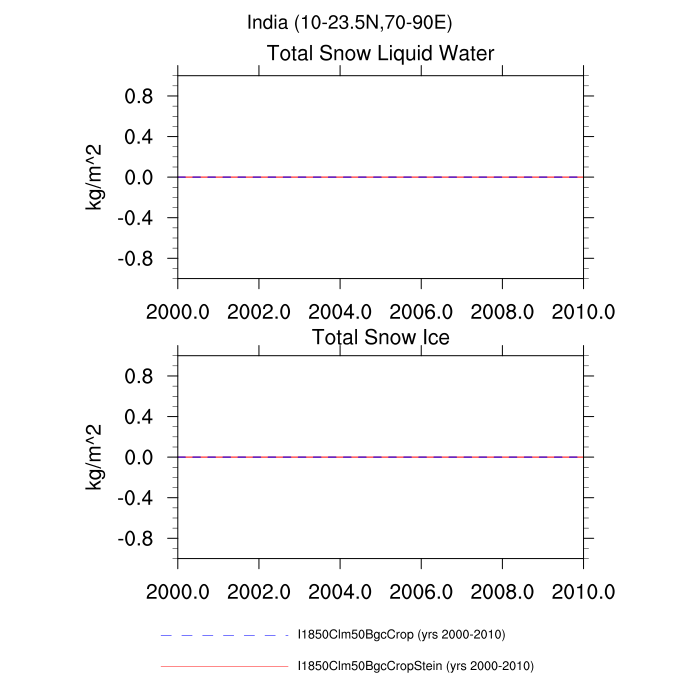 India (10-23.5N,70-90E)
Total Snow Liquid Water
0.8
0.4
0.0
-0.4
-0.8
kg/m^2
2000.0 2002.0 2004.0 2006.0 2008.0 2010.0
Total Snow Ice
0.8
0.4
0.0
-0.4
-0.8
kg/m^2
2000.0 2002.0 2004.0 2006.0 2008.0 2010.0
I1850Clm50BgcCrop (yrs 2000-2010)
I1850Clm50BgcCropStein (yrs 2000-2010)